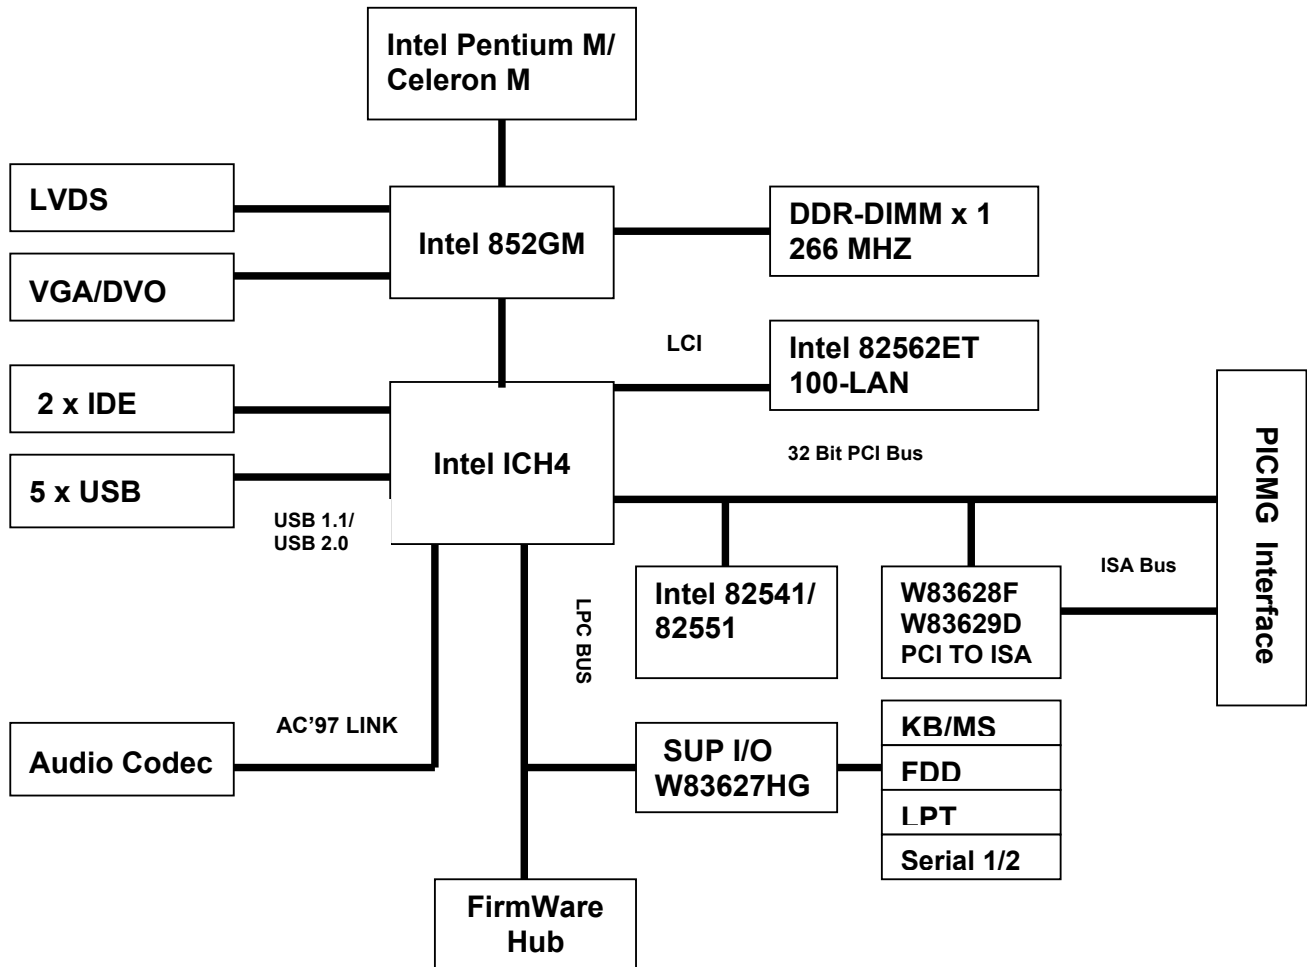 Intel Pentium M/
Celeron M
LVDS
Intel 852GM
DDR-DIMM x 1
266 MHZ
VGA/DVO
LCI
Intel 82562ET
100-LAN
2 x IDE
Intel ICH4
32 Bit PCI Bus
PICMG Interface
5 x USB
USB 1.1/
USB 2.0
ISA Bus
LPC BUS
Intel 82541/
82551
W83628F
W83629D
PCI TO ISA
AC’97 LINK
Audio Codec
SUP I/O
W83627HG
KB/MS
FDD
LPT
Serial 1/2
FirmWare
Hub